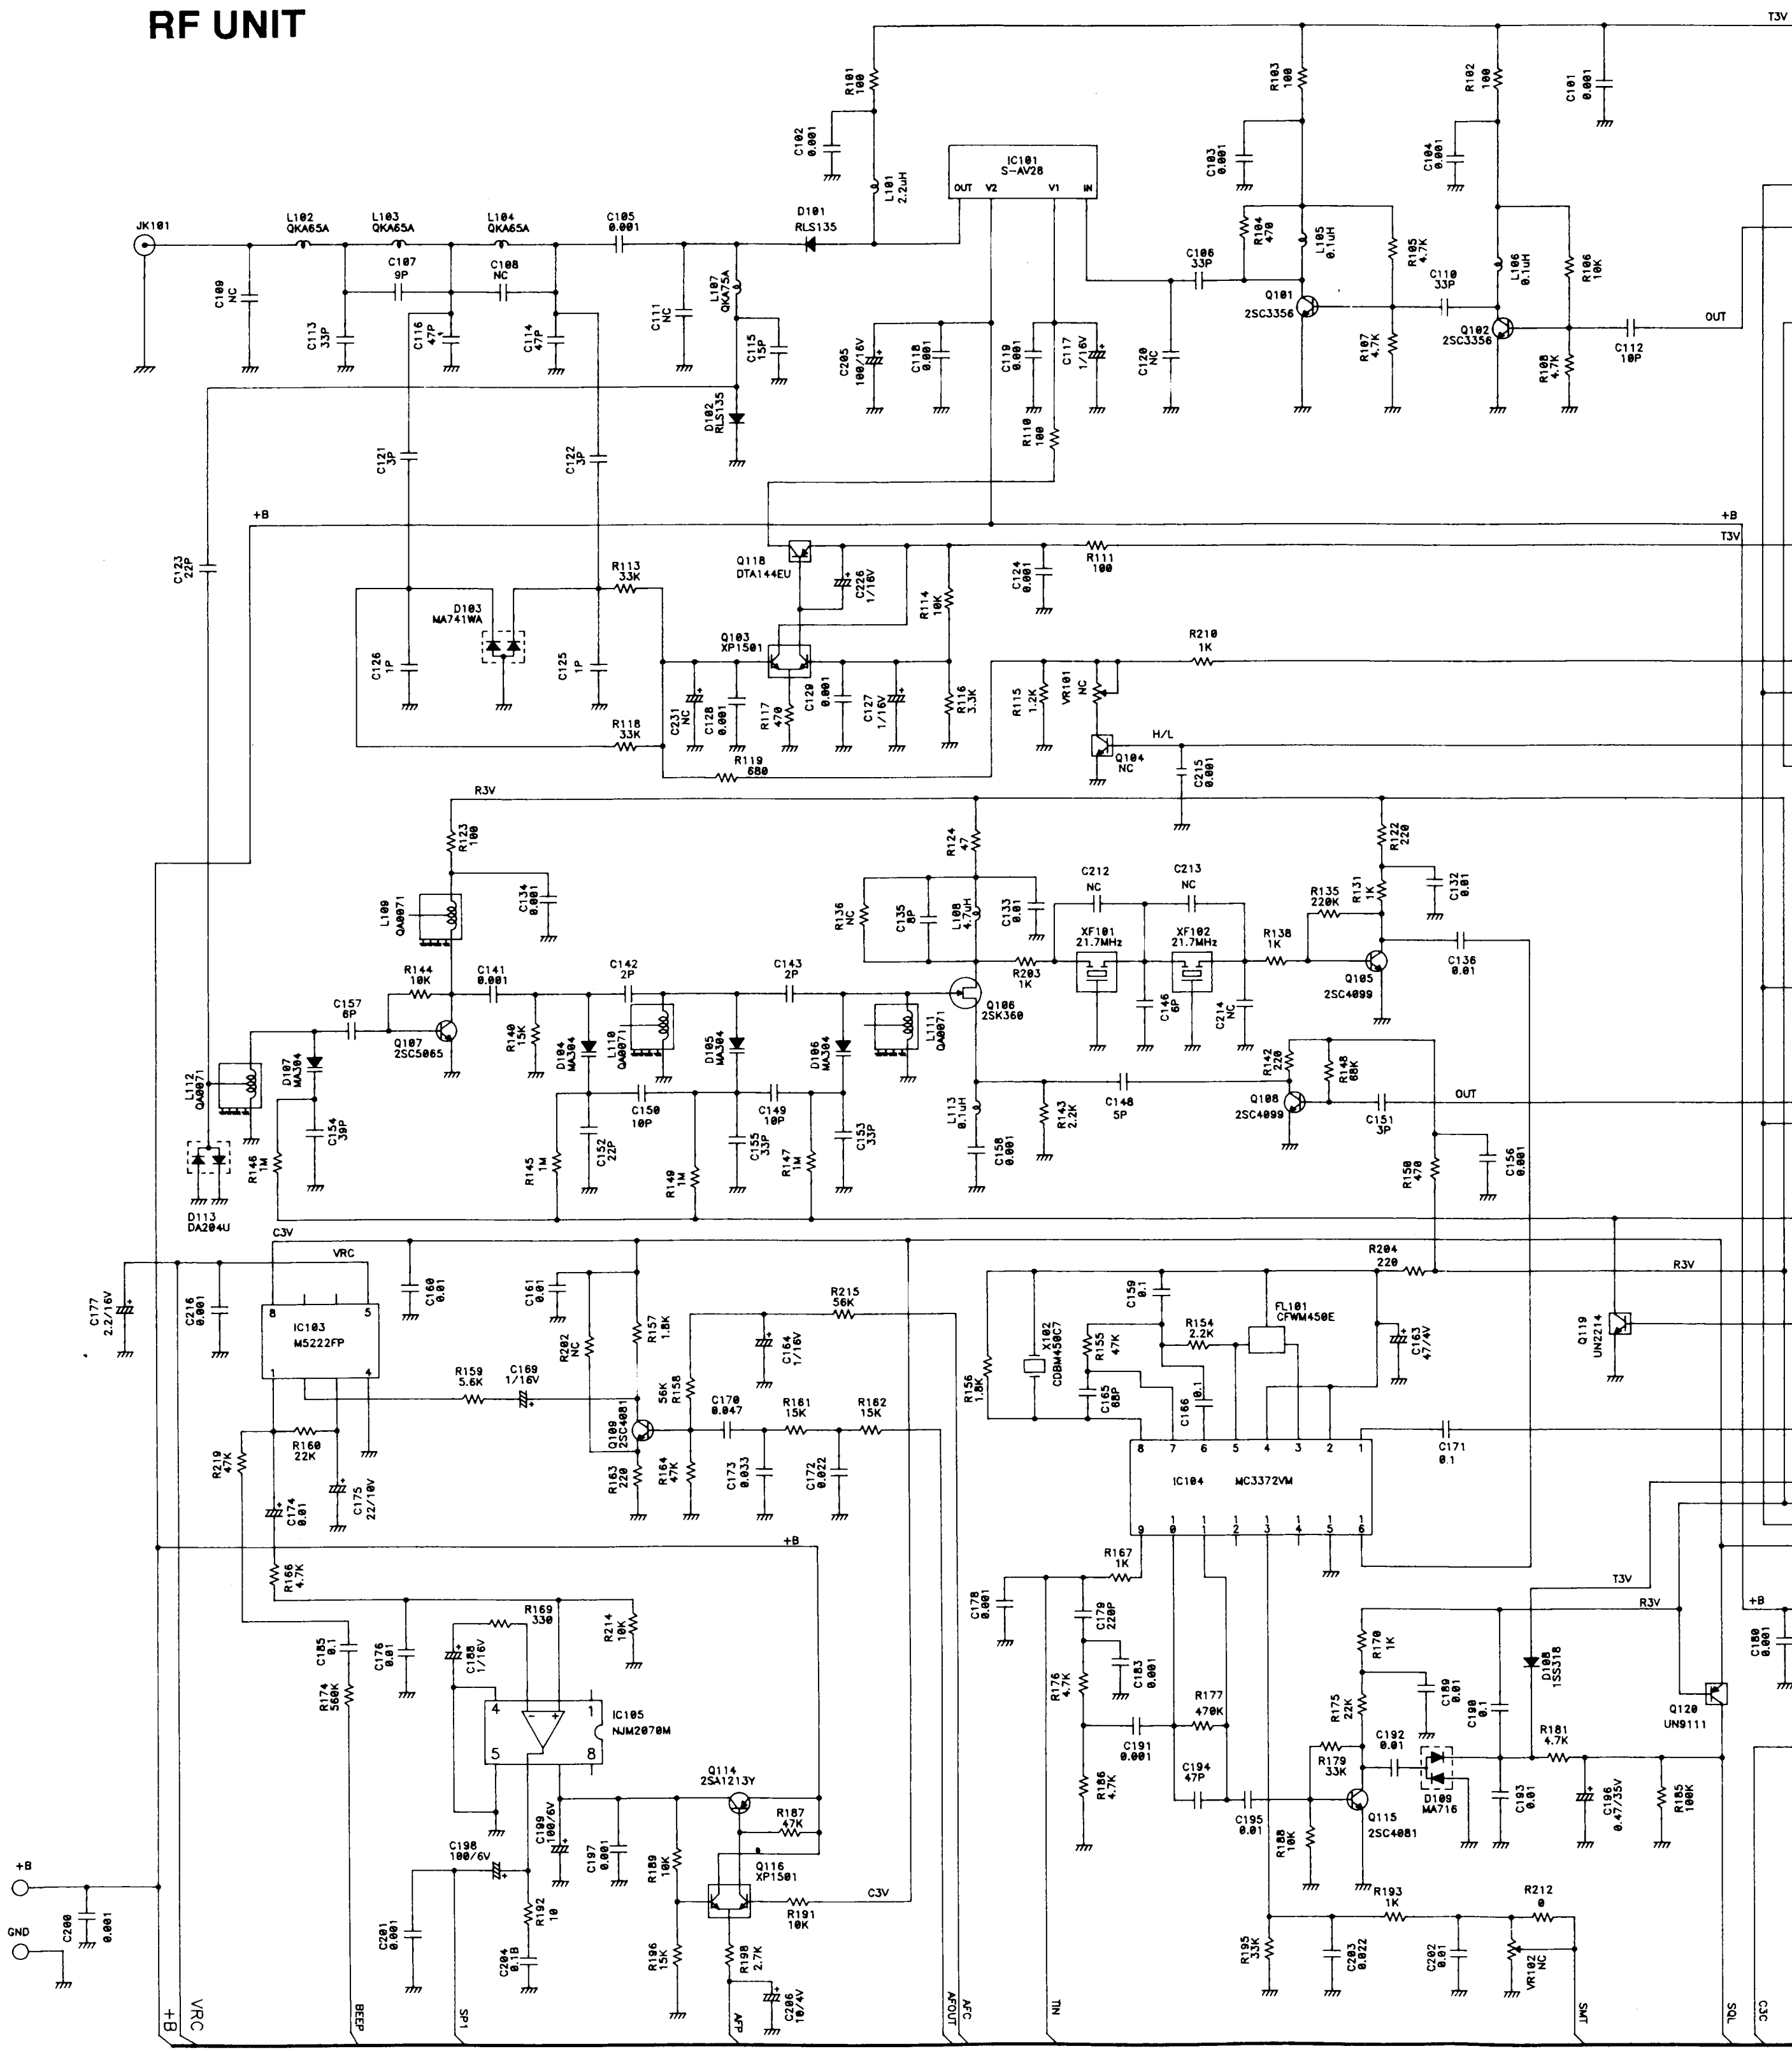 RF UNIT
T3V
R101
100
R103
100
R102
100
C101
0.001
C102
0.001
C103
0.001
C104
0.001
IC101
S-AV28
OUT V2 V1 IN
L101
2.2uH
JK101
L102
QKA65A
L103
QKA65A
L104
QKA65A
C105
0.001
D101
RLS135
R104
470
L105
0.1uH
R105
4.7K
L106
0.1uH
R106
10K
C107
9P
C108
NC
L107
QKA75A
C106
33P
C110
33P
C109
NC
C111
NC
Q101
2SC3356
Q102
2SC3356
OUT
C113
33P
C116
47P
C114
47P
C115
15P
C205
100/16V
C118
0.001
C119
0.001
C117
1/16V
C120
NC
R107
4.7K
R108
4.7K
C112
10P
D102
RLS135
R110
100
C121
3P
C122
3P
+B
+B
T3V
C123
22P
Q118
DTA144EU
C226
1/16V
R113
33K
R114
10K
C124
0.001
R111
100
D103
MA741WA
Q103
XP1501
R210
1K
C126
1P
C125
1P
C231
NC
C128
0.001
R117
470
C129
0.001
C127
1/16V
R116
3.3K
R115
1.2K
VR101
NC
R118
33K
H/L
Q104
NC
C215
0.001
R119
680
R3V
R123
100
R124
47
R122
220
L109
QA0071
C134
0.001
R136
NC
C135
8P
L108
4.7uH
C133
0.01
C212
NC
C213
NC
R131
1K
C132
0.01
R135
220K
XF101
21.7MHz
XF102
21.7MHz
R138
1K
R144
10K
C141
0.001
C142
2P
C143
2P
R203
1K
C136
0.01
Q105
2SC4099
Q106
2SK360
C146
6P
C214
NC
C157
6P
Q107
2SC5065
R140
15K
D104
MA304
L110
QA0071
D105
MA304
D106
MA304
L111
QA0071
L112
QA0071
D107
MA304
R142
220
R148
68K
C150
10P
C149
10P
L113
0.1uH
R143
2.2K
C148
5P
Q108
2SC4099
C151
3P
OUT
C154
39P
R146
1M
R145
1M
C152
22P
R149
1M
C155
33P
R147
1M
C153
33P
C158
0.001
R150
470
C156
0.001
D113
DA204U
C3V
VRC
R204
220
R3V
C177
2.2/16V
C216
0.001
IC103
M5222FP
8 5
1 4
C160
0.01
C161
0.01
R202
NC
R157
1.8K
R215
56K
C164
1/16V
R156
1.8K
X102
CDBM450C7
C159
0.1
R155
47K
R154
2.2K
FL101
CFWM450E
C163
47/4V
Q119
UN2214
R159
5.6K
C169
1/16V
56K
R158
C170
0.047
R161
15K
R162
15K
C165
68P
C166
0.1
Q109
2SC4081
R160
22K
R219
47K
C171
0.1
8 7 6 5 4 3 2 1
IC104 MC3372VM
9 10 11 12 13 14 15 16
C174
0.01
C175
22/10V
R163
220
R164
47K
C173
0.033
C172
0.022
+B
R166
4.7K
R167
1K
T3V
R3V
+B
C178
0.001
C179
220P
R169
330
R214
10K
C185
0.1
C176
0.01
C188
1/16V
R174
560K
R176
4.7K
C183
0.001
R170
1K
D108
1SS318
C180
0.001
R177
470K
R175
22K
C189
0.01
C190
0.1
Q120
UN9111
4 1
5 8
IC105
NJM2070M
C191
0.001
C192
0.01
R181
4.7K
R179
33K
Q114
2SA1213Y
R187
47K
R186
4.7K
C194
47P
C195
0.01
D109
MA716
C193
0.01
C196
0.47/35V
R185
100K
Q115
2SC4081
R188
10K
C198
100/6V
C199
100/6V
C197
0.001
R189
10K
Q116
XP1501
C3V
R191
10K
+B
C200
0.001
GND
R193
1K
R212
0
C201
0.001
R192
10
C204
0.1B
R196
15K
R198
2.7K
R195
33K
C203
0.022
C202
0.01
VR102
NC
C206
10/4V
+B
VRC
BEEP
SP1
AFP
AFOUT
AFC
TIN
SMT
SQL
C3C